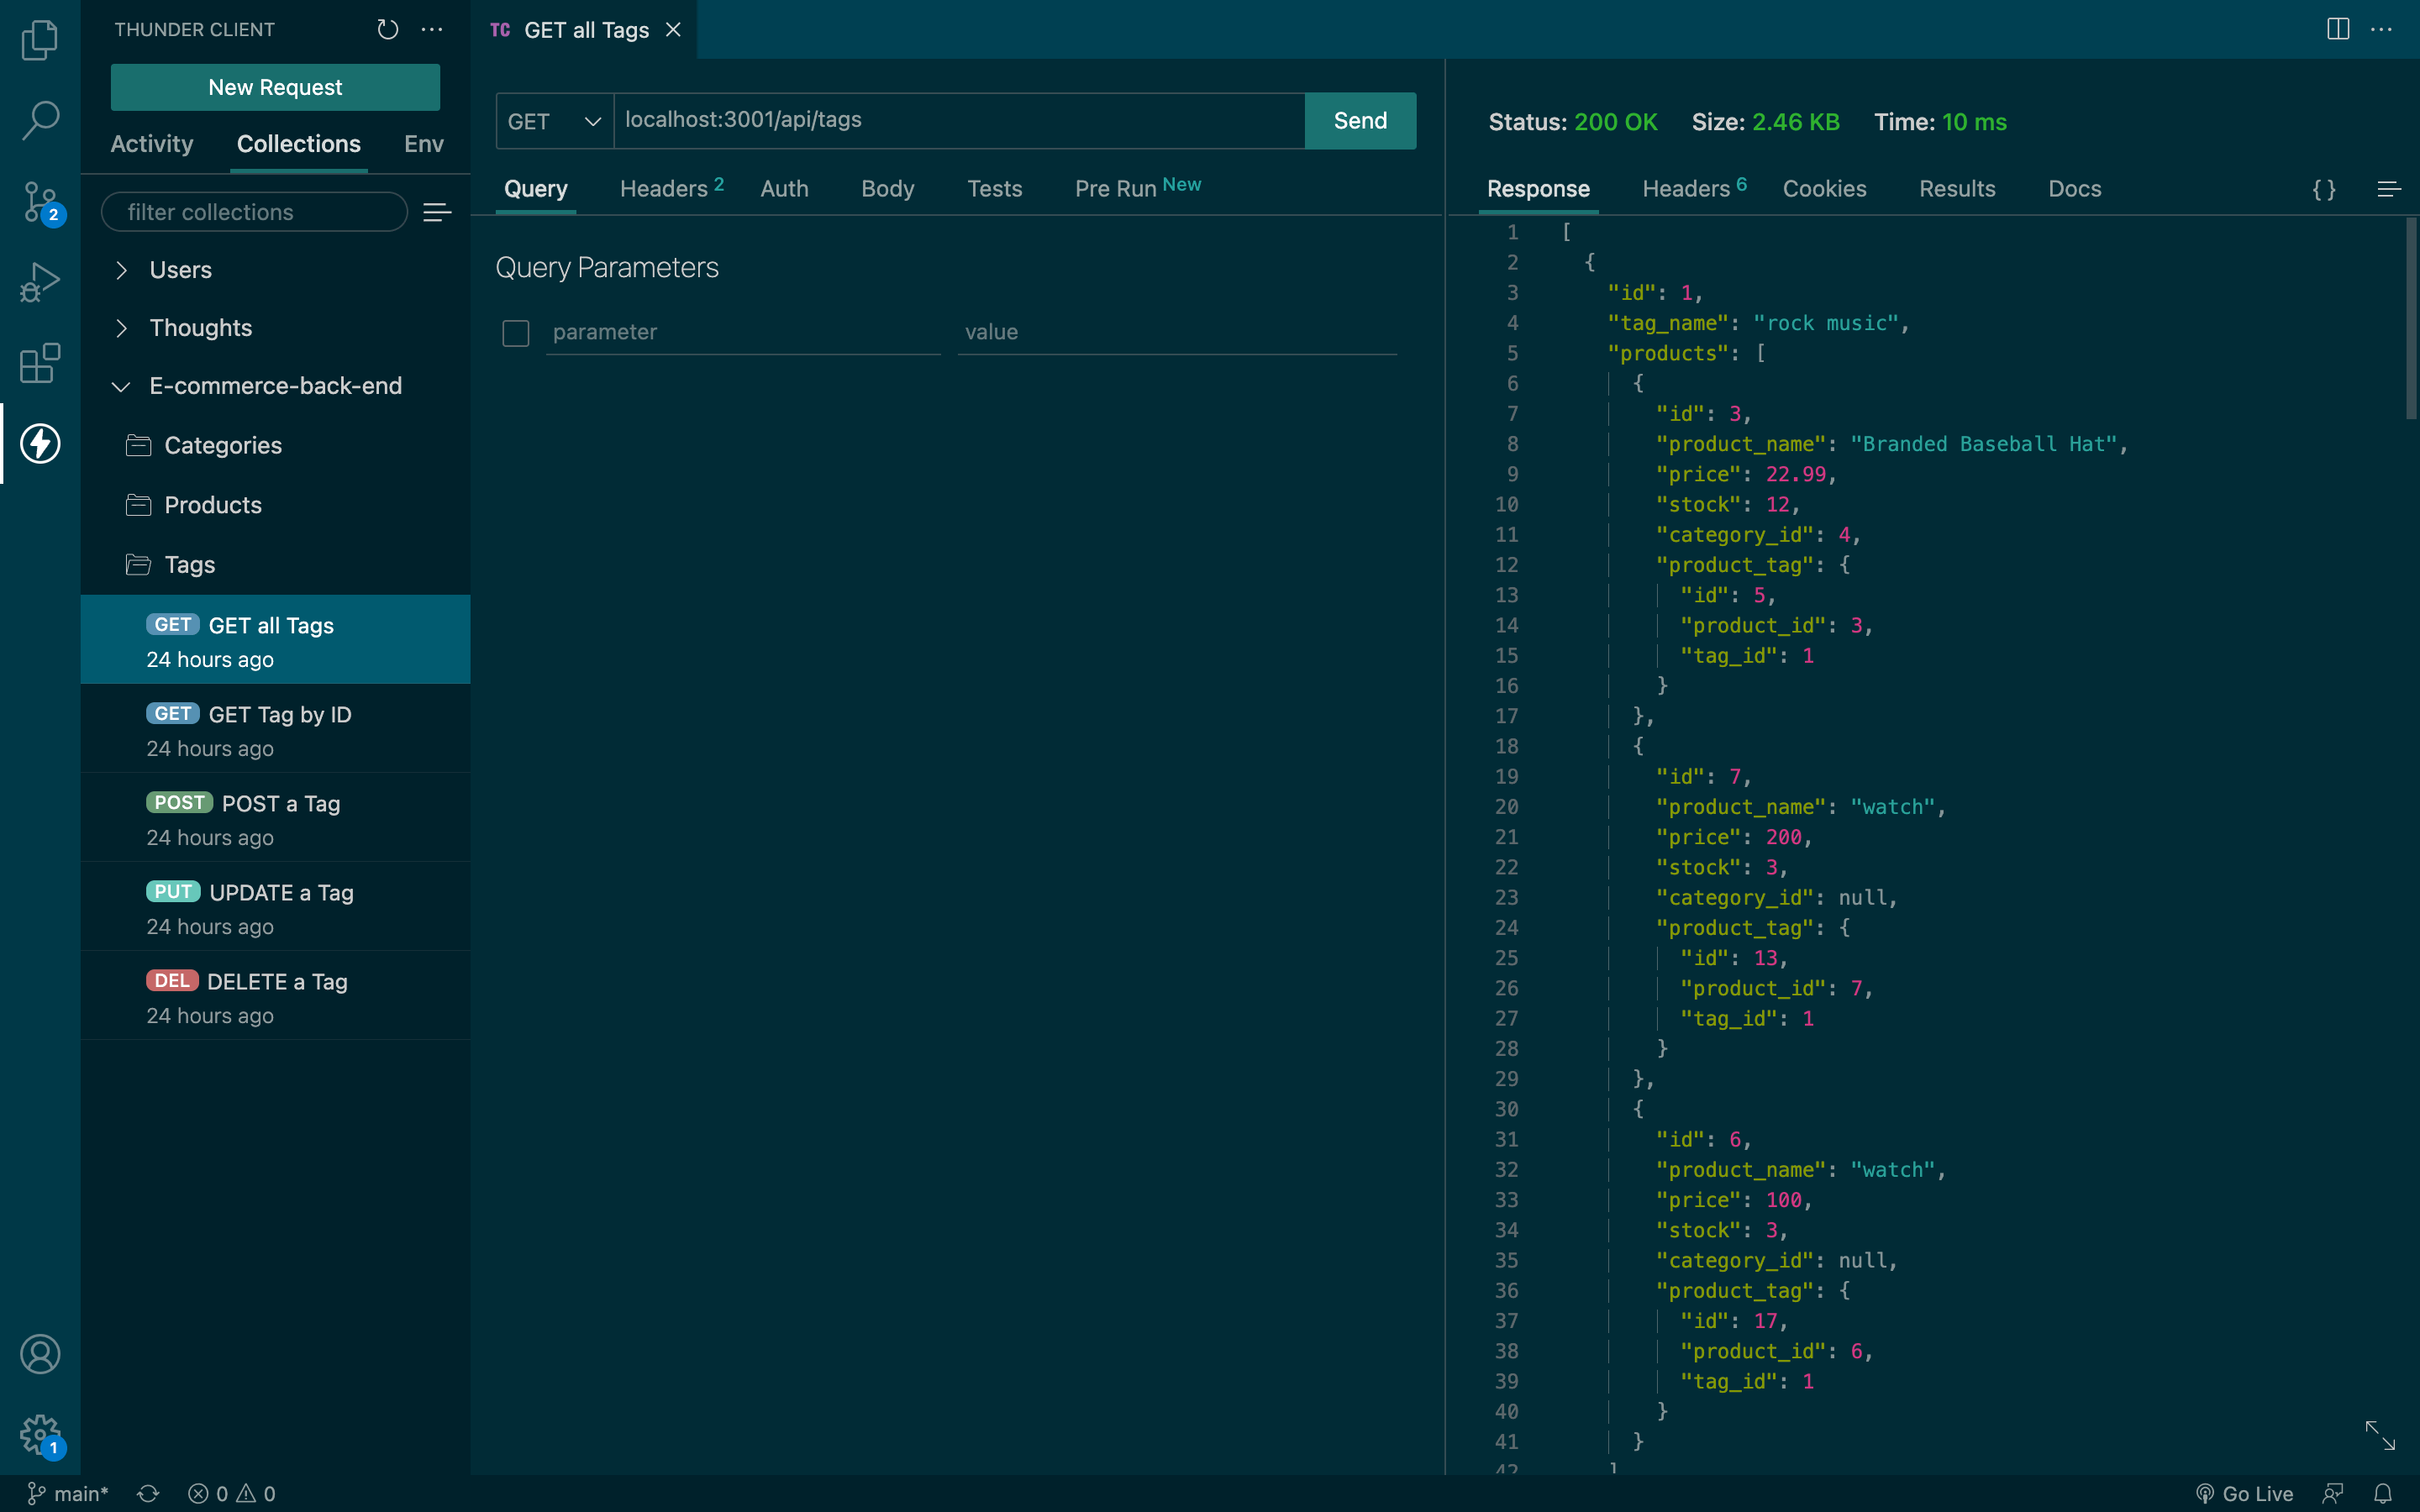 THUNDER CLIENT
New Request
Activity Collections Env
filter collections
Users
Thoughts
E-commerce-back-end
Categories
Products
Tags
GET GET all Tags
24 hours ago
GET GET Tag by ID
24 hours ago
POST POST a Tag
24 hours ago
PUT UPDATE a Tag
24 hours ago
DEL DELETE a Tag
24 hours ago
2
1
TC GET all Tags
GET localhost:3001/api/tags Send
Query Headers 2 Auth Body Tests Pre Run New
Query Parameters
parameter value
Status: 200 OK Size: 2.46 KB Time: 10 ms
Response Headers 6 Cookies Results Docs {}
1 [
2 {
3 "id": 1,
4 "tag_name": "rock music",
5 "products": [
6 {
7 "id": 3,
8 "product_name": "Branded Baseball Hat",
9 "price": 22.99,
10 "stock": 12,
11 "category_id": 4,
12 "product_tag": {
13 "id": 5,
14 "product_id": 3,
15 "tag_id": 1
16 }
17 },
18 {
19 "id": 7,
20 "product_name": "watch",
21 "price": 200,
22 "stock": 3,
23 "category_id": null,
24 "product_tag": {
25 "id": 13,
26 "product_id": 7,
27 "tag_id": 1
28 }
29 },
30 {
31 "id": 6,
32 "product_name": "watch",
33 "price": 100,
34 "stock": 3,
35 "category_id": null,
36 "product_tag": {
37 "id": 17,
38 "product_id": 6,
39 "tag_id": 1
40 }
41 }
42 ]
main* 0 0 Go Live